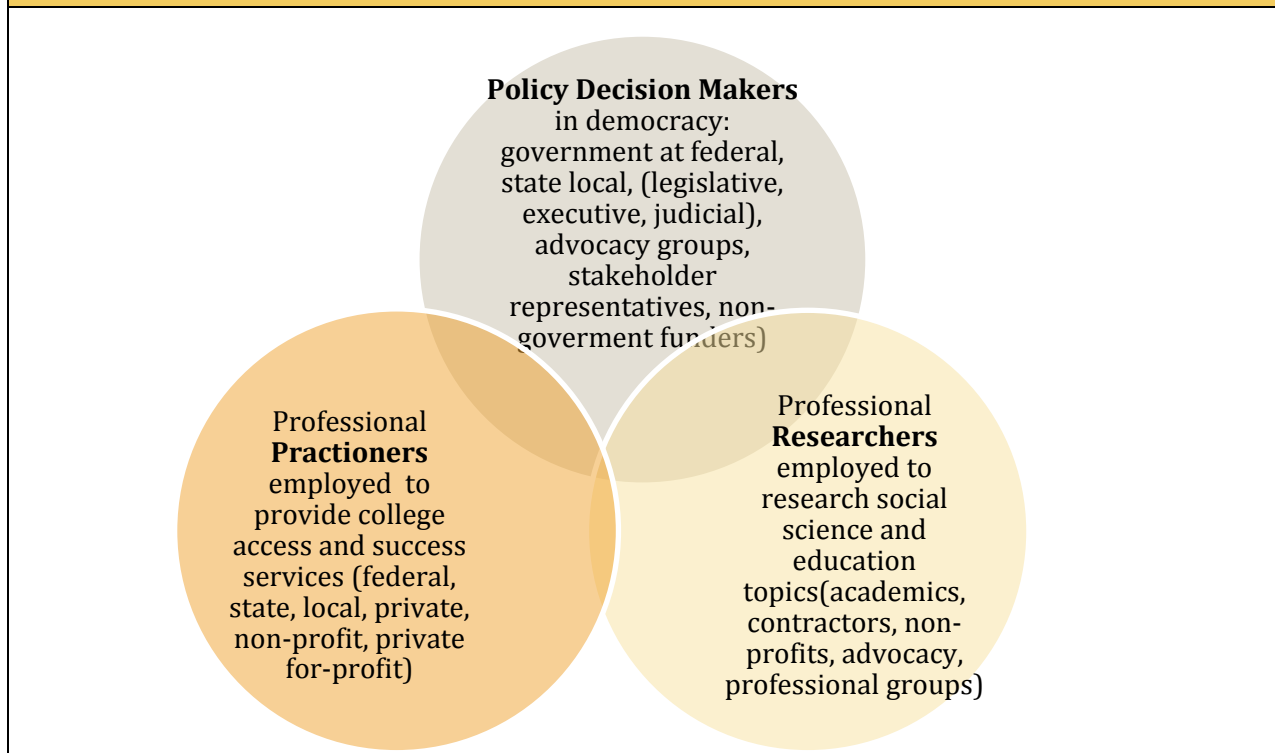 Policy Decision Makers
in democracy:
government at federal,
state local, (legislative,
executive, judicial),
advocacy groups,
stakeholder
representatives, non-
goverment funders)
Professional
Practioners
employed to
provide college
access and success
services (federal,
state, local, private,
non-profit, private
for-profit)
Professional
Researchers
employed to
research social
science and
education
topics(academics,
contractors, non-
profits, advocacy,
professional groups)